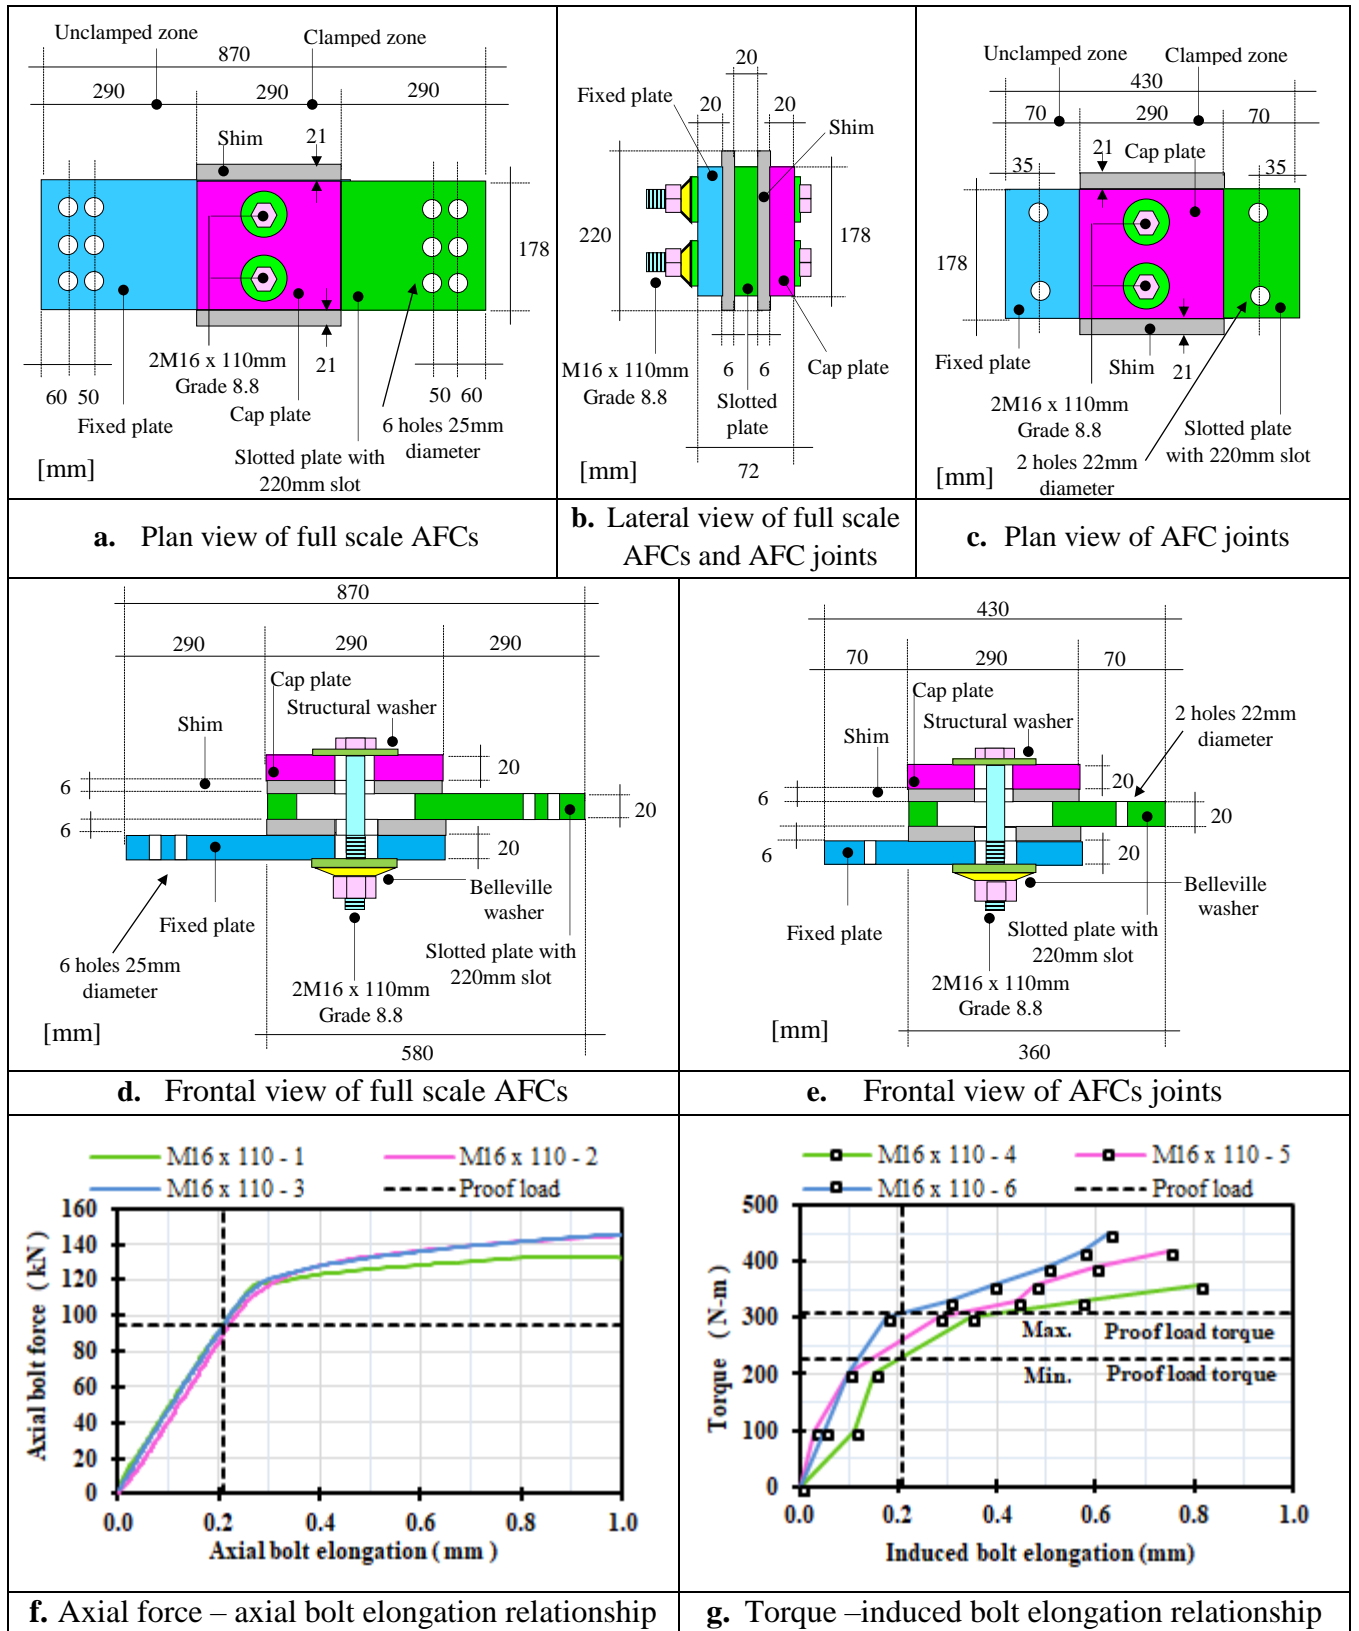 Unclamped zone
Clamped zone
870
290
290
290
Shim
21
178
2M16 x 110mm
Grade 8.8
21
60
50
50
60
Fixed plate
Cap plate
6 holes 25mm
diameter
Slotted plate with
220mm slot
[mm]
a. Plan view of full scale AFCs
20
Fixed plate
20
20
Shim
220
178
M16 x 110mm
Grade 8.8
6
6
Cap plate
Slotted
plate
[mm]
72
b. Lateral view of full scale
AFCs and AFC joints
Unclamped zone
Clamped zone
430
70
290
70
21
Cap plate
35
35
178
Fixed plate
Shim
21
2M16 x 110mm
Grade 8.8
Slotted plate
with 220mm slot
2 holes 22mm
diameter
[mm]
c. Plan view of AFC joints
870
290
290
290
Cap plate
Structural washer
Shim
20
6
20
6
20
Belleville
washer
Fixed plate
Slotted plate with
220mm slot
6 holes 25mm
diameter
2M16 x 110mm
Grade 8.8
[mm]
580
d. Frontal view of full scale AFCs
430
70
290
70
Cap plate
Structural washer
2 holes 22mm
diameter
Shim
20
6
20
6
20
Belleville
washer
Fixed plate
Slotted plate with
220mm slot
2M16 x 110mm
Grade 8.8
[mm]
360
e. Frontal view of AFCs joints
M16 x 110 - 1
M16 x 110 - 2
M16 x 110 - 3
Proof load
160
140
120
100
80
60
40
20
0
Axial bolt force ( kN )
0.0
0.2
0.4
0.6
0.8
1.0
Axial bolt elongation ( mm )
f. Axial force – axial bolt elongation relationship
M16 x 110 - 4
M16 x 110 - 5
M16 x 110 - 6
Proof load
500
400
300
200
100
0
Torque ( N-m )
Max.
Proof load torque
Min.
Proof load torque
0.0
0.2
0.4
0.6
0.8
1.0
Induced bolt elongation (mm)
g. Torque –induced bolt elongation relationship